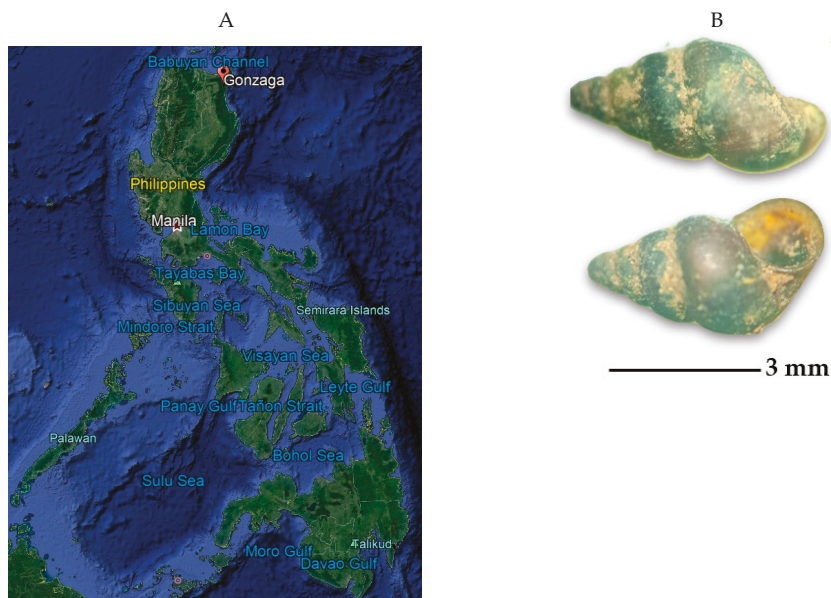 A
B
Babuyan Channel
Gonzaga
Philippines
Manila
Lamon Bay
Tayabas Bay
Sibuyan Sea
Semirara Islands
Mindoro Strait
Visayan Sea
Leyte Gulf
Panay Gulf
Tañon Strait
Palawan
Bohol Sea
Sulu Sea
Moro Gulf
Talikud
Davao Gulf
3 mm